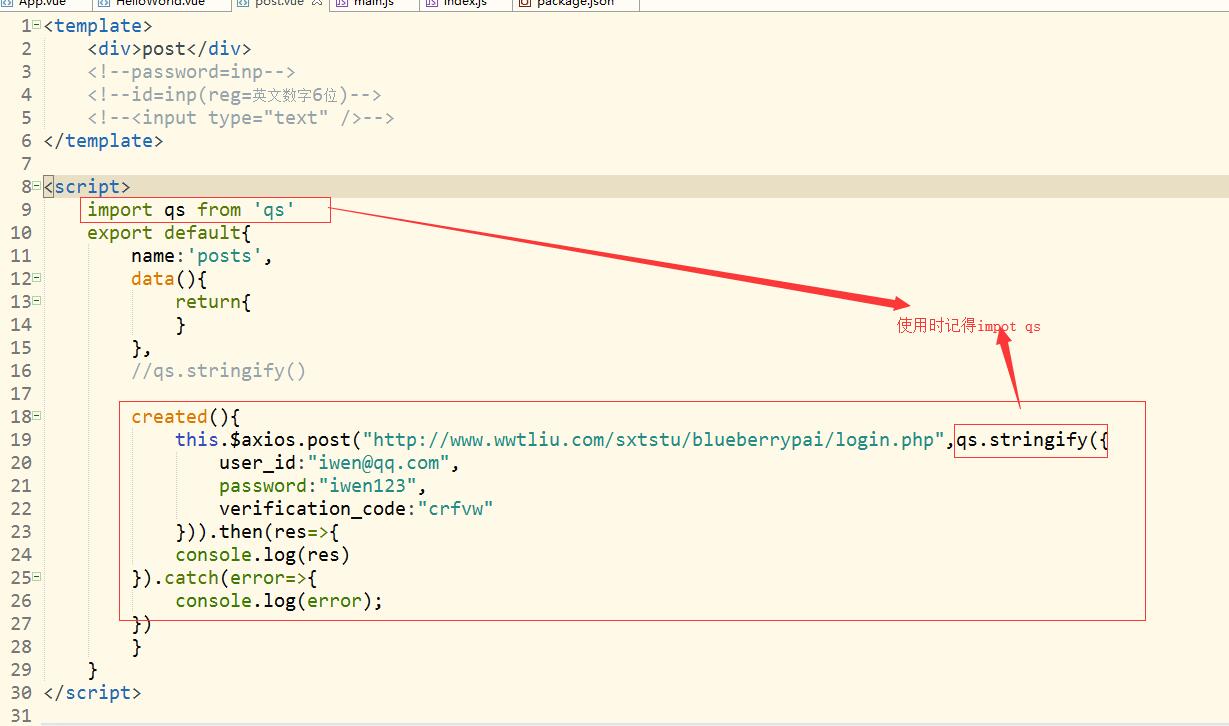 App.vue HelloWorld.vue post.vue main.js index.js package.json
1 <template>
2 <div>post</div>
3 <!--password=inp-->
4 <!--id=inp(reg=英文数字6位)-->
5 <!--<input type="text" />-->
6 </template>
7
8 <script>
9 import qs from 'qs'
10 export default{
11 name:'posts',
12 data(){
13 return{
14 }
使用时记得impot qs
15 },
16 //qs.stringify()
17
18 created(){
19 this.$axios.post("http://www.wwtliu.com/sxtstu/blueberrypai/login.php",qs.stringify({
20 user_id:"iwen@qq.com",
21 password:"iwen123",
22 verification_code:"crfvw"
23 })).then(res=>{
24 console.log(res)
25 }).catch(error=>{
26 console.log(error);
27 })
28 }
29 }
30 </script>
31